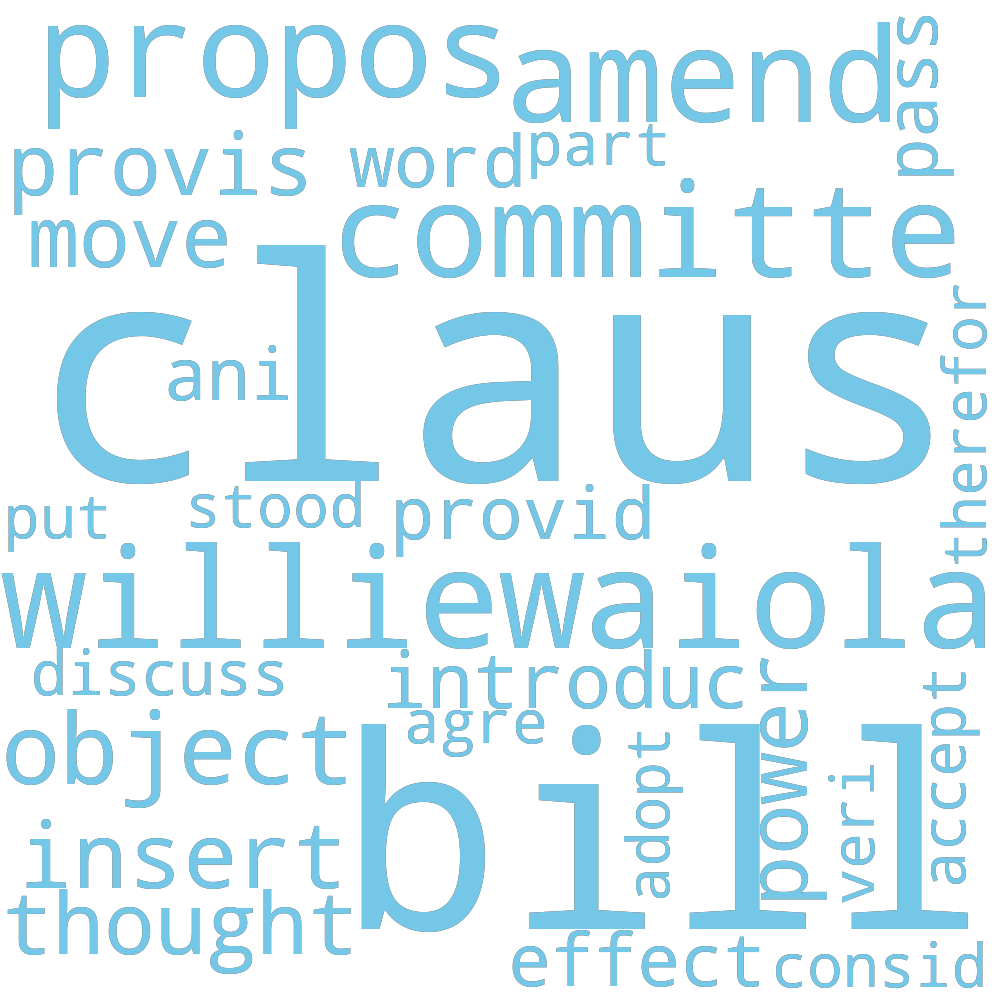 propos
amend
pass
provis
word
part
move
committe
claus
ani
therefor
put
stood
provid
williewaiola
discuss
introduc
accept
object
agre
bill
adopt
power
veri
insert
thought
effect
consid